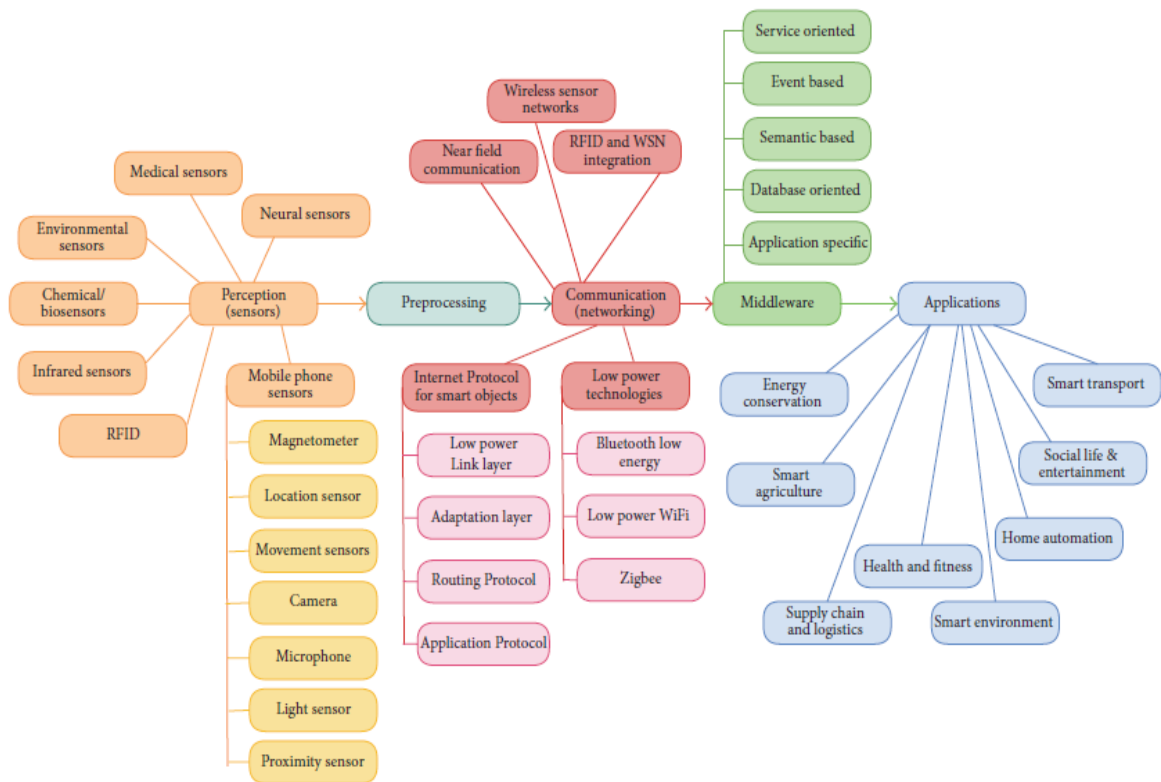 Service oriented
Event based
Semantic based
Database oriented
Application specific
Wireless sensor
networks
Near field
communication
RFID and WSN
integration
Medical sensors
Neural sensors
Environmental
sensors
Chemical/
biosensors
Infrared sensors
RFID
Perception
(sensors)
Preprocessing
Communication
(networking)
Middleware
Applications
Mobile phone
sensors
Magnetometer
Location sensor
Movement sensors
Camera
Microphone
Light sensor
Proximity sensor
Internet Protocol
for smart objects
Low power
Link layer
Adaptation layer
Routing Protocol
Application Protocol
Low power
technologies
Bluetooth low
energy
Low power WiFi
Zigbee
Energy
conservation
Smart
agriculture
Supply chain
and logistics
Health and fitness
Smart environment
Home automation
Social life &
entertainment
Smart transport